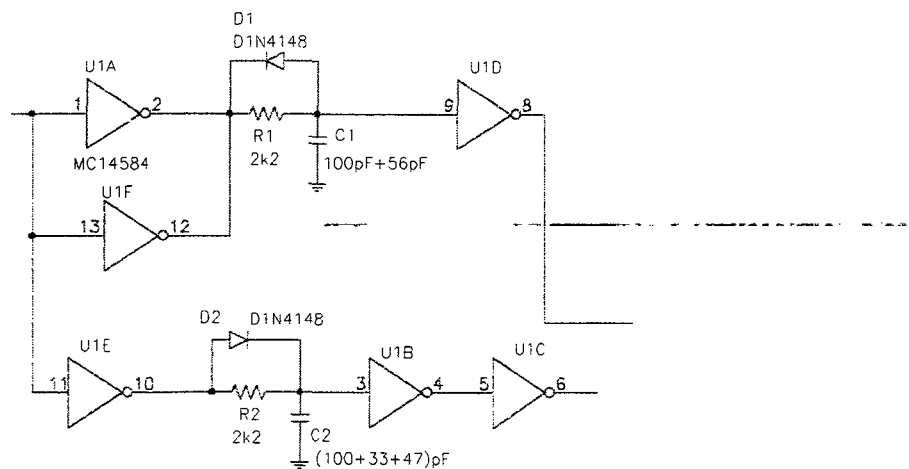 D1
D1N4148
U1A
U1D
1
2
9
8
R1
C1
2k2
100pF+56pF
MC14584
U1F
13
12
D2
D1N4148
U1E
U1B
U1C
11
10
3
4
5
6
R2
C2
2k2
(100+33+47)pF